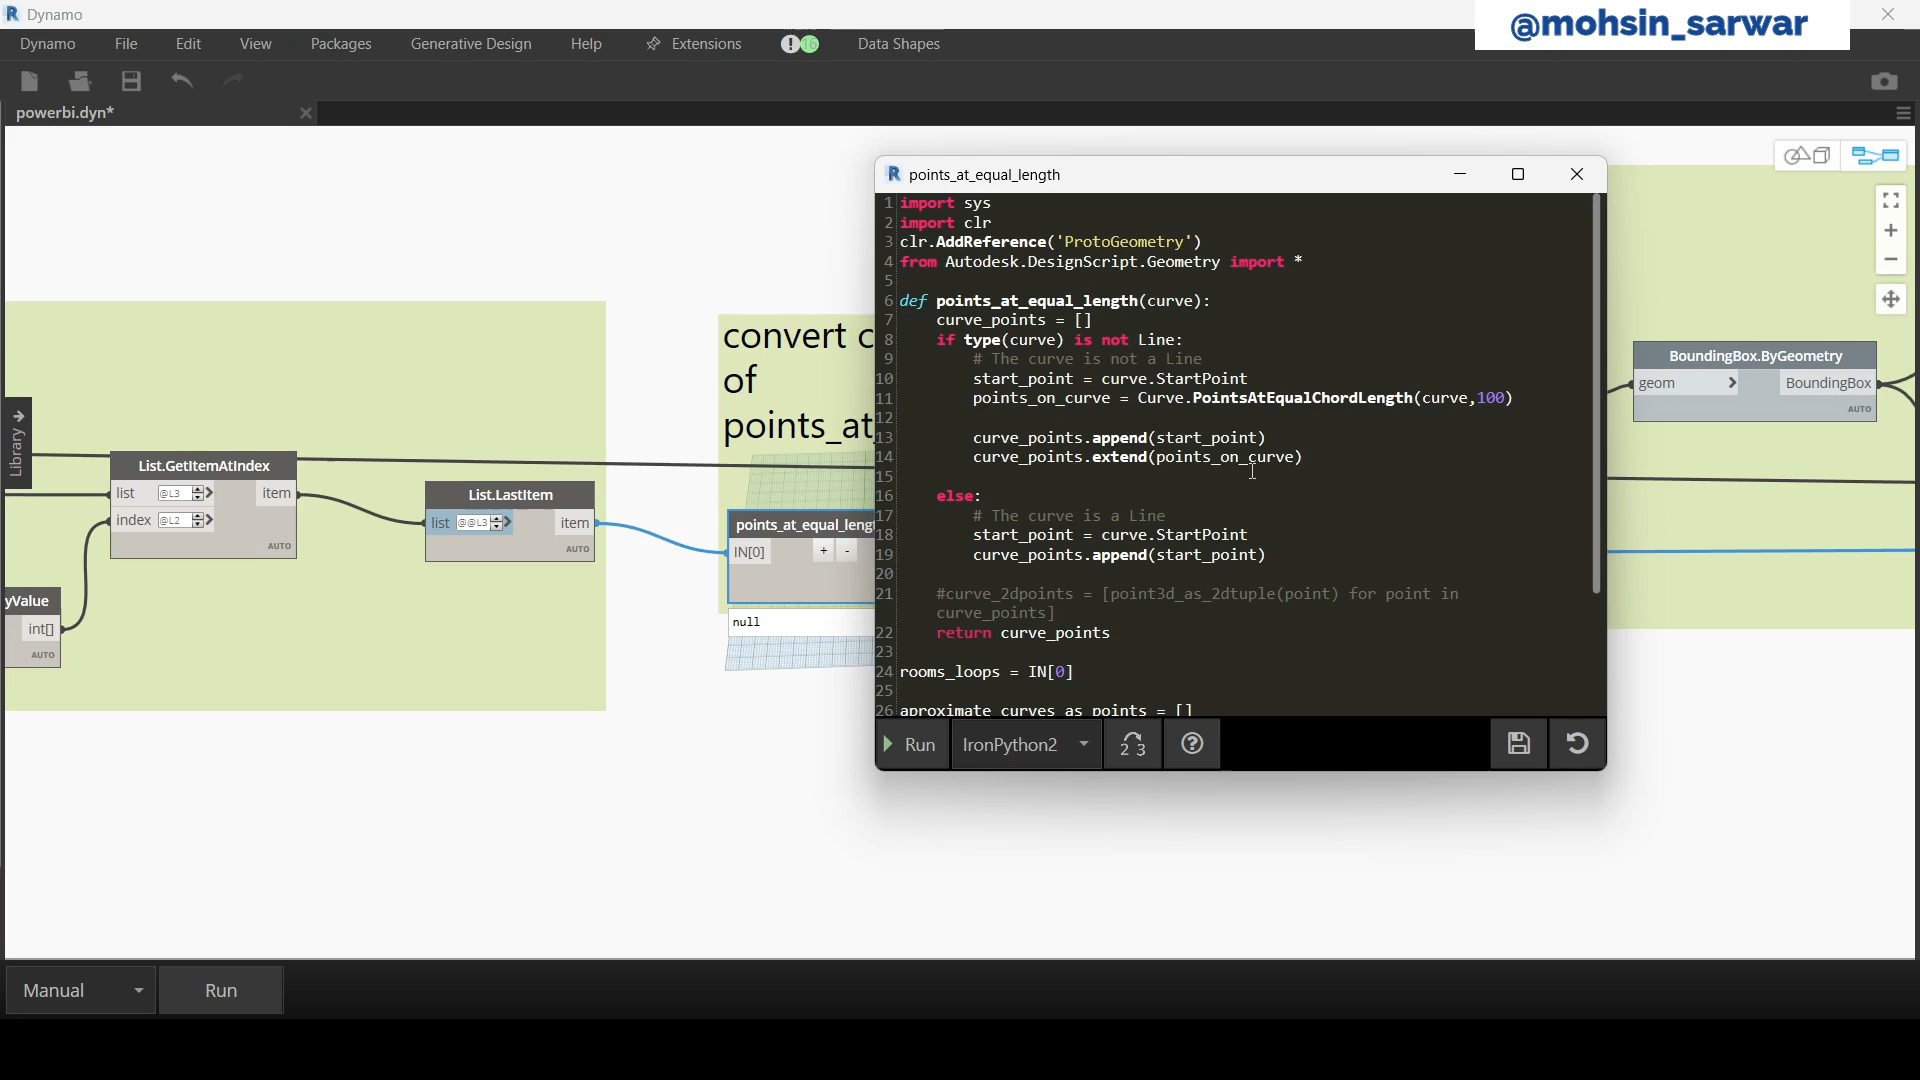 Dynamo
@mohsin_sarwar
Dynamo File Edit View Packages Generative Design Help Extensions Data Shapes
powerbi.dyn*
points_at_equal_length
1 import sys
2 import clr
3 clr.AddReference('ProtoGeometry')
4 from Autodesk.DesignScript.Geometry import *
5
6 def points_at_equal_length(curve):
7 curve_points = []
8 if type(curve) is not Line:
9 # The curve is not a Line
10 start_point = curve.StartPoint
11 points_on_curve = Curve.PointsAtEqualChordLength(curve,100)
12
13 curve_points.append(start_point)
14 curve_points.extend(points_on_curve)
15
16 else:
17 # The curve is a Line
18 start_point = curve.StartPoint
19 curve_points.append(start_point)
20
21 #curve_2dpoints = [point3d_as_2dtuple(point) for point in
curve_points]
22 return curve_points
23
24 rooms_loops = IN[0]
25
26 aproximate_curves_as_points = []
Run IronPython2 2 3
Library
List.GetItemAtIndex
list @L3 item
index @L2
AUTO
yValue
int[]
AUTO
List.LastItem
list @@L3 item
AUTO
convert c
of
points_at
points_at_equal_leng
IN[0] + -
null
BoundingBox.ByGeometry
geom BoundingBox
AUTO
Manual Run